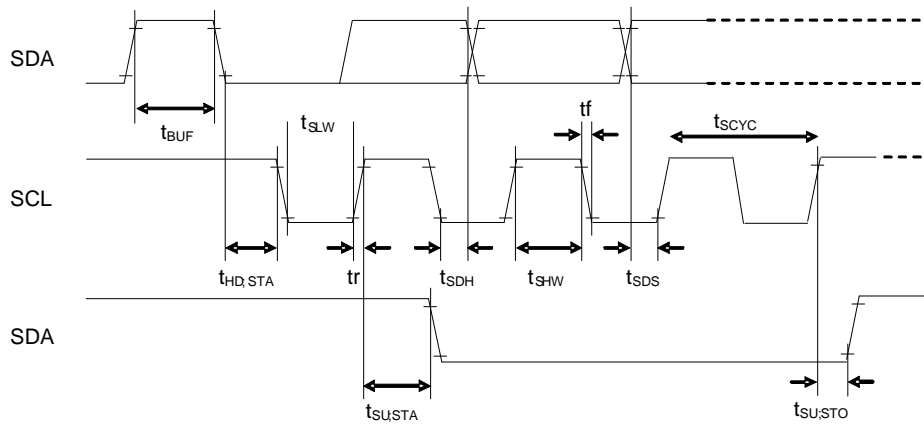 SDA
tBUF
tSLW
tf
tSCYC
SCL
tHD;STA
tr
tSDH
tSHW
tSDS
SDA
tSU;STA
tSU;STO